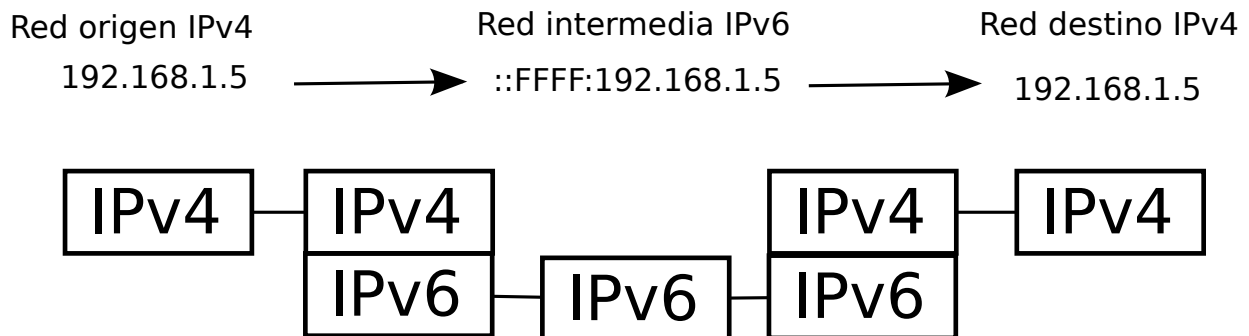 Red origen IPv4
Red intermedia IPv6
Red destino IPv4
192.168.1.5
::FFFF:192.168.1.5
192.168.1.5
IPv4
IPv4
IPv4
IPv4
IPv6
IPv6
IPv6